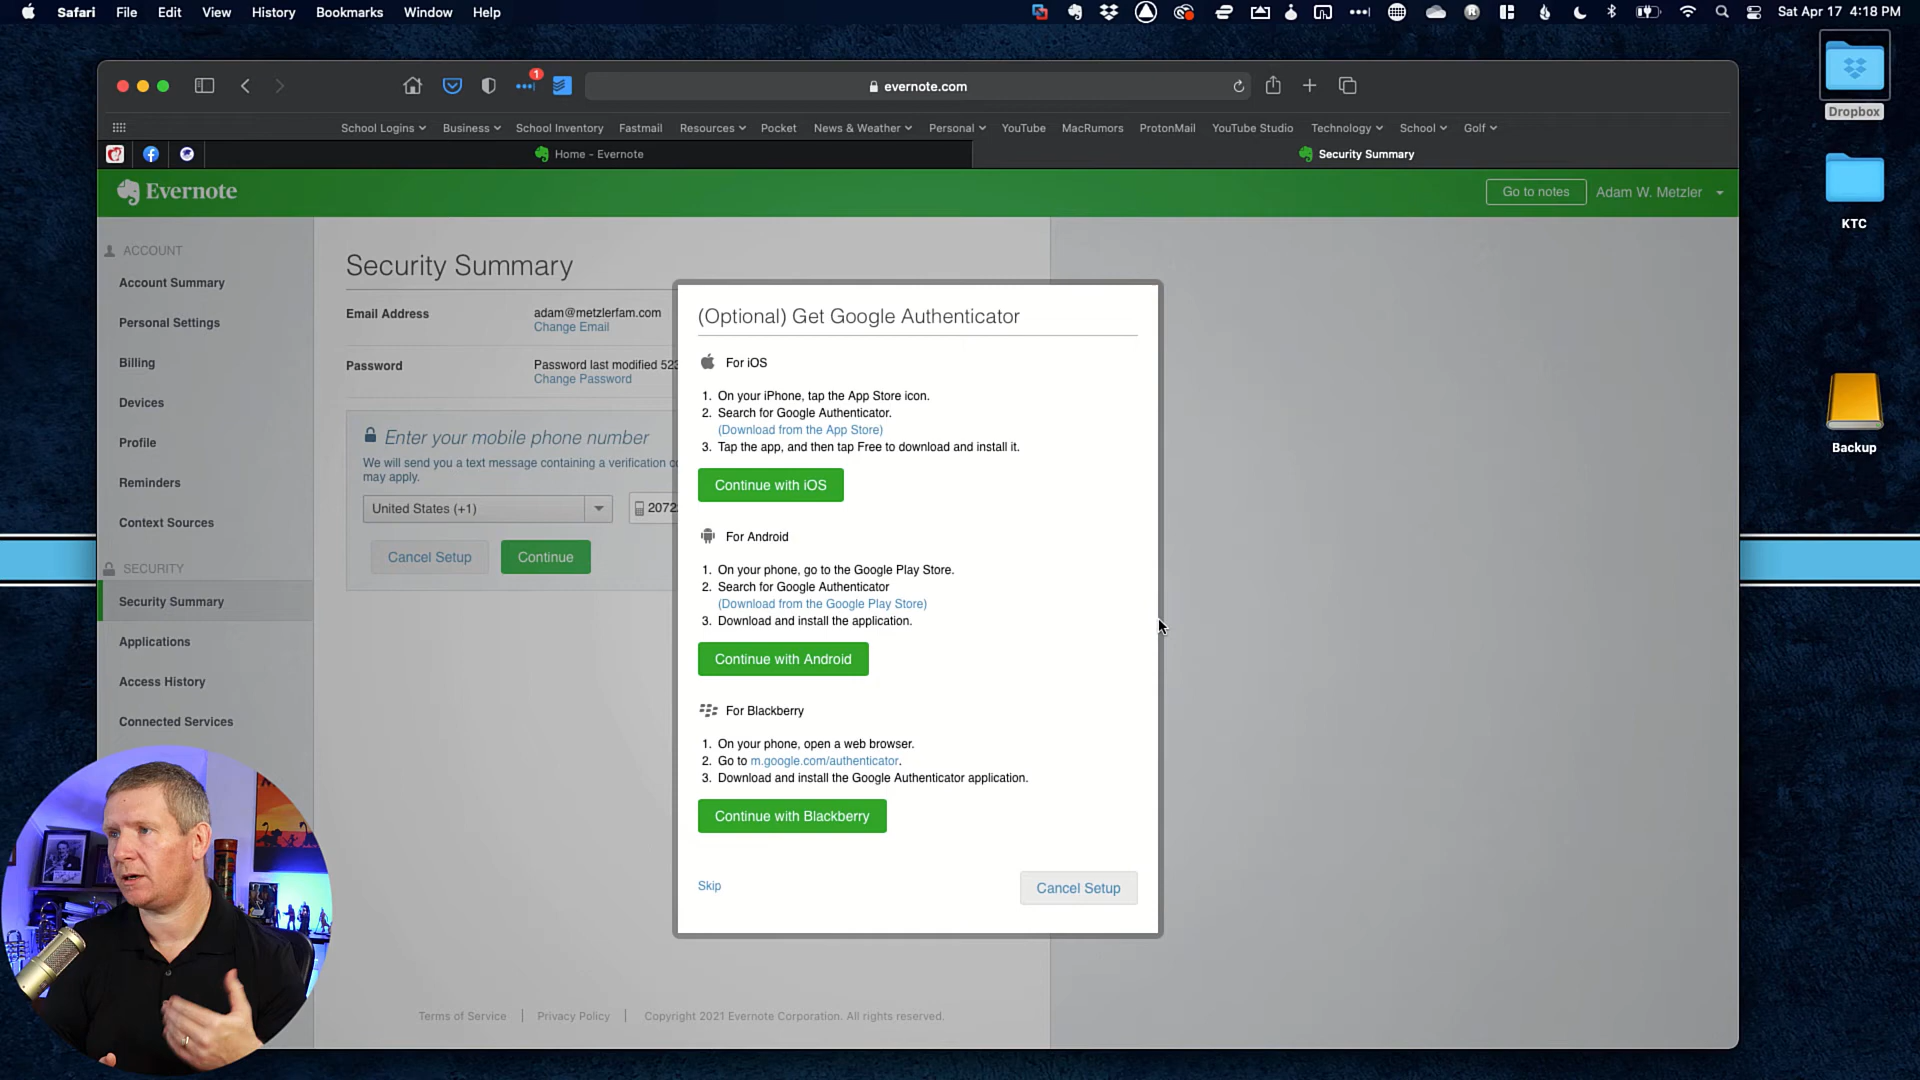 Safari File Edit View History Bookmarks Window Help
Sat Apr 17 4:18 PM
1
evernote.com
School Logins Business School Inventory Fastmail Resources Pocket News & Weather Personal YouTube MacRumors ProtonMail YouTube Studio Technology School Golf
Home - Evernote
Security Summary
Evernote
Go to notes
Adam W. Metzler
Dropbox
KTC
Backup
ACCOUNT
Account Summary
Personal Settings
Billing
Devices
Profile
Reminders
Context Sources
SECURITY
Security Summary
Applications
Access History
Connected Services
Security Summary
Email Address
adam@metzlerfam.com
Change Email
Password
Password last modified 523
Change Password
Enter your mobile phone number
We will send you a text message containing a verification co
may apply.
United States (+1)
2072
Cancel Setup
Continue
(Optional) Get Google Authenticator
For iOS
1. On your iPhone, tap the App Store icon.
2. Search for Google Authenticator.
(Download from the App Store)
3. Tap the app, and then tap Free to download and install it.
Continue with iOS
For Android
1. On your phone, go to the Google Play Store.
2. Search for Google Authenticator
(Download from the Google Play Store)
3. Download and install the application.
Continue with Android
For Blackberry
1. On your phone, open a web browser.
2. Go to m.google.com/authenticator.
3. Download and install the Google Authenticator application.
Continue with Blackberry
Skip
Cancel Setup
Terms of Service | Privacy Policy | Copyright 2021 Evernote Corporation. All rights reserved.